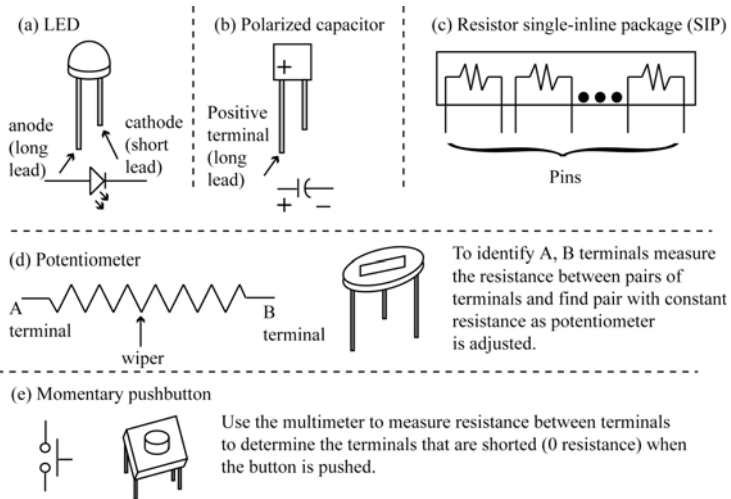 (a) LED
anode
(long
lead)
cathode
(short
lead)
(b) Polarized capacitor
+
Positive
terminal
(long
lead)
+ −
(c) Resistor single-inline package (SIP)
Pins
(d) Potentiometer
A
terminal
wiper
B
terminal
To identify A, B terminals measure
the resistance between pairs of
terminals and find pair with constant
resistance as potentiometer
is adjusted.
(e) Momentary pushbutton
Use the multimeter to measure resistance between terminals
to determine the terminals that are shorted (0 resistance) when
the button is pushed.